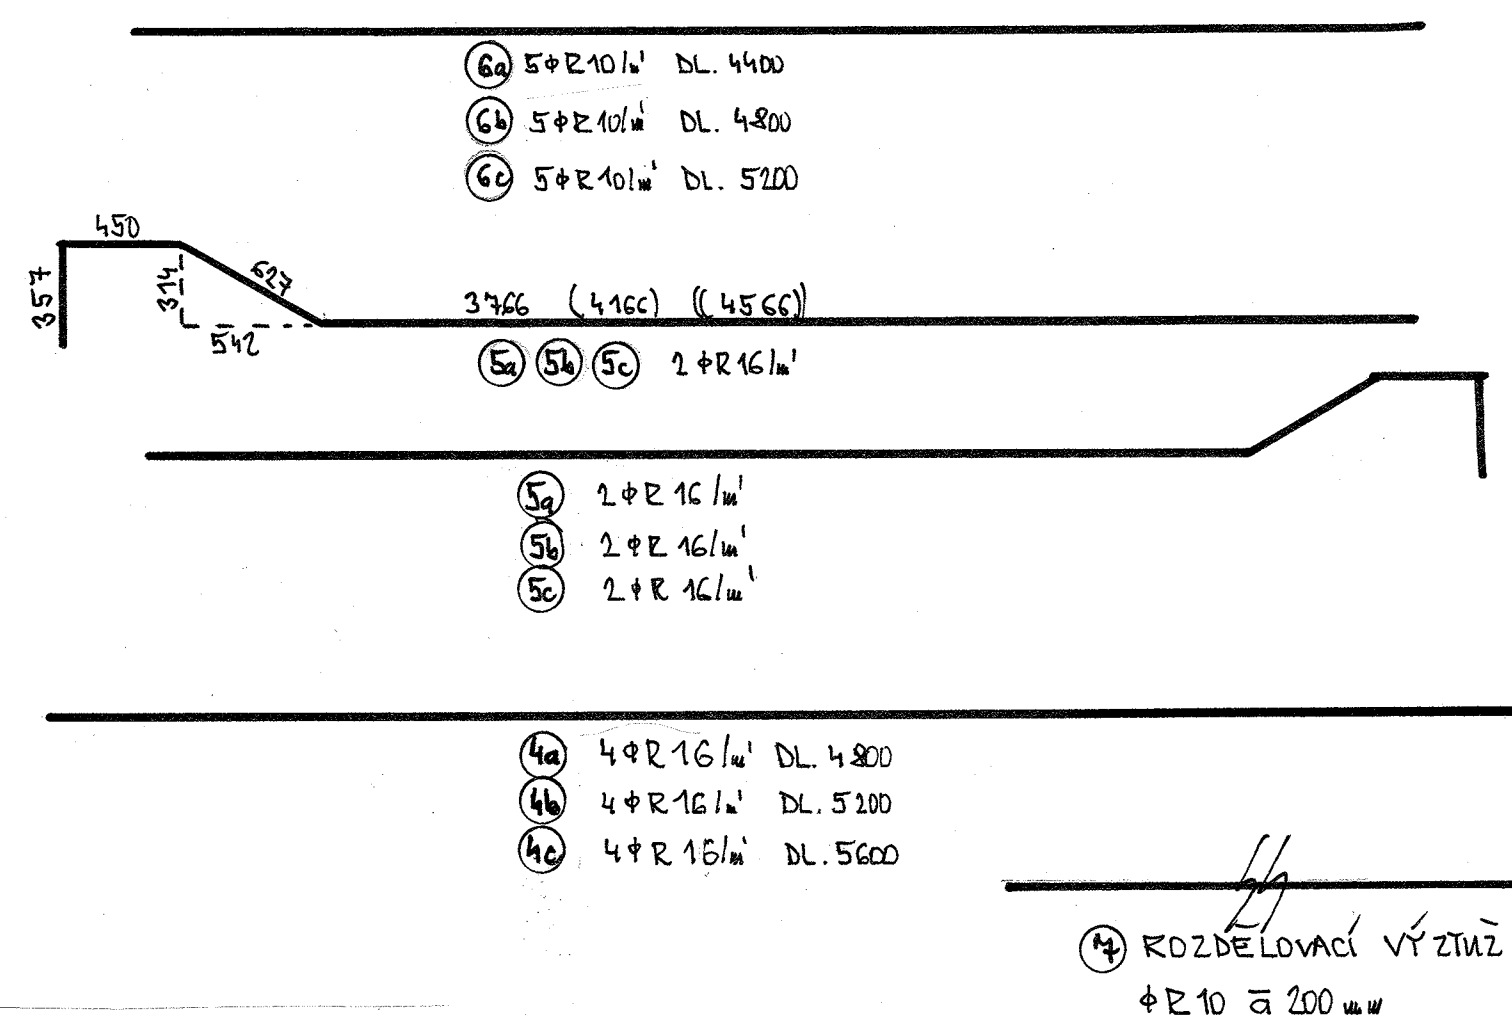 6a 5ϕR10/m' DL. 4400
6b 5ϕR10/m' DL. 4800
6c 5ϕR10/m' DL. 5200
450
357
314
627
542
3766 (4166) ((4566))
5a 5b 5c 2ϕR16/m'
5a 2ϕR16/m'
5b 2ϕR16/m'
5c 2ϕR16/m'
4a 4ϕR16/m' DL. 4800
4b 4ϕR16/m' DL. 5200
4c 4ϕR16/m' DL. 5600
7 ROZDĚLOVACÍ VÝZTUŽ
ϕR10 ā 200 mm